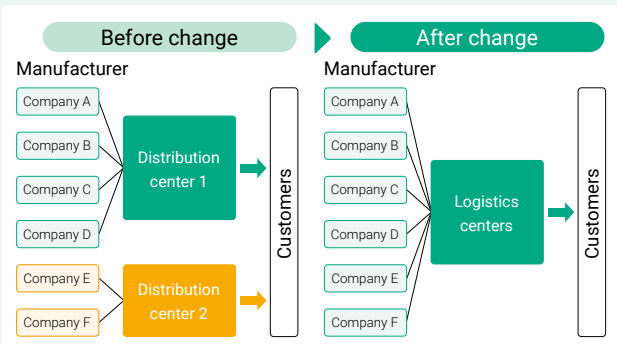 Before change
After change
Manufacturer
Company A
Company B
Company C
Company D
Company E
Company F
Distribution
center 1
Distribution
center 2
Customers
Manufacturer
Company A
Company B
Company C
Company D
Company E
Company F
Logistics
centers
Customers